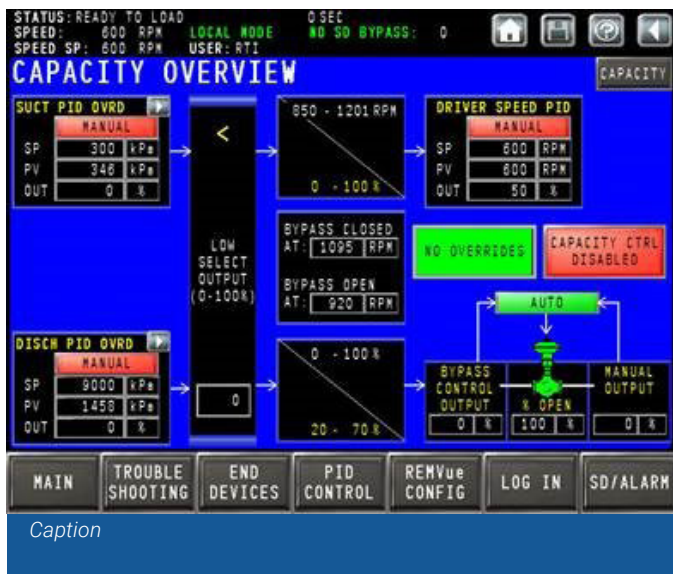 STATUS: READY TO LOAD 0 SEC
SPEED: 600 RPM LOCAL MODE NO SD BYPASS: 0
SPEED SP: 600 RPM USER: RTI
CAPACITY OVERVIEW
CAPACITY
SUCT PID OVRD
MANUAL
SP 300 kPa
PV 346 kPa
OUT 0 %
<
LOW
SELECT
OUTPUT
(0-100%)
0
850 - 1201 RPM
0 - 100%
DRIVER SPEED PID
MANUAL
SP 600 RPM
PV 600 RPM
OUT 50 %
BYPASS CLOSED
AT: 1095 RPM
BYPASS OPEN
AT: 920 RPM
NO OVERRIDES
CAPACITY CTRL
DISABLED
AUTO
DISCH PID OVRD
MANUAL
SP 9000 kPa
PV 1458 kPa
OUT 0 %
0 - 100%
20 - 70%
BYPASS
CONTROL
OUTPUT
0 %
% OPEN
100 %
MANUAL
OUTPUT
0 %
MAIN
TROUBLE
SHOOTING
END
DEVICES
PID
CONTROL
REMVue
CONFIG
LOG IN
SD/ALARM
Caption